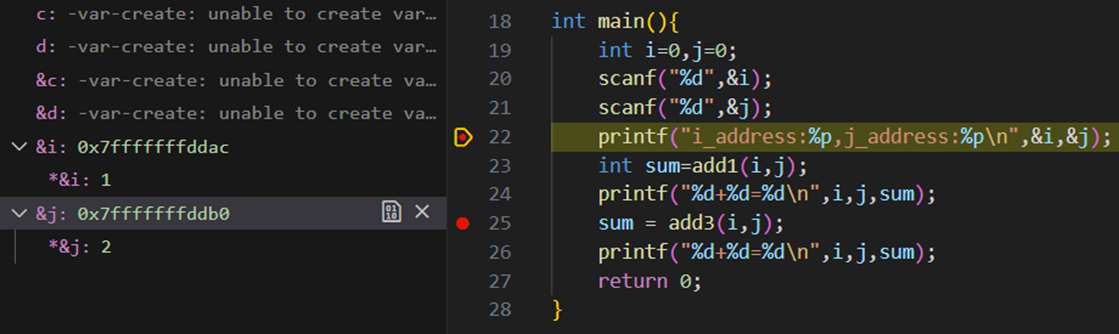 c: -var-create: unable to create var…
d: -var-create: unable to create var…
&c: -var-create: unable to create va…
&d: -var-create: unable to create va…
&i: 0x7fffffffddac
*&i: 1
&j: 0x7fffffffddb0
*&j: 2
18 int main(){
19 int i=0,j=0;
20 scanf("%d",&i);
21 scanf("%d",&j);
22 printf("i_address:%p,j_address:%p\n",&i,&j);
23 int sum=add1(i,j);
24 printf("%d+%d=%d\n",i,j,sum);
25 sum = add3(i,j);
26 printf("%d+%d=%d\n",i,j,sum);
27 return 0;
28 }